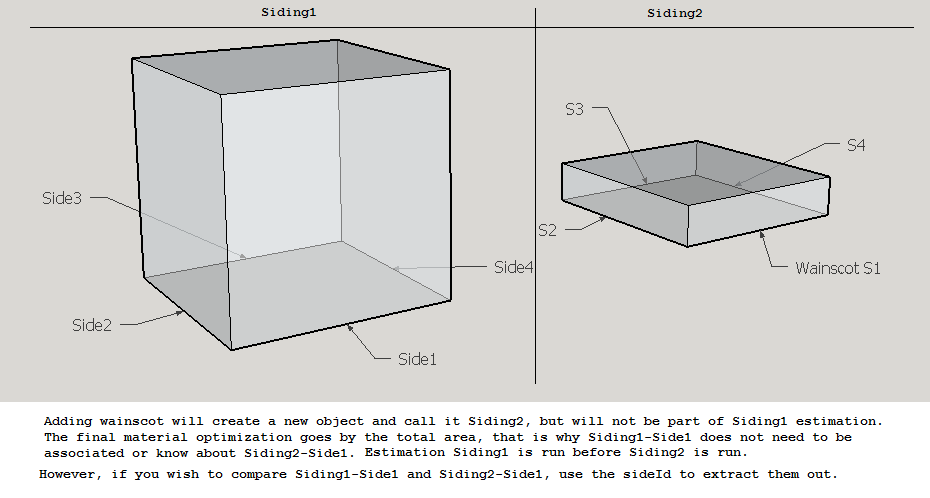 Siding1
Siding2
S3
S4
Side3
S2
Side4
Wainscot S1
Side2
Side1
Adding wainscot will create a new object and call it Siding2, but will not be part of Siding1 estimation.
The final material optimization goes by the total area, that is why Siding1-Side1 does not need to be
associated or know about Siding2-Side1. Estimation Siding1 is run before Siding2 is run.
However, if you wish to compare Siding1-Side1 and Siding2-Side1, use the sideId to extract them out.